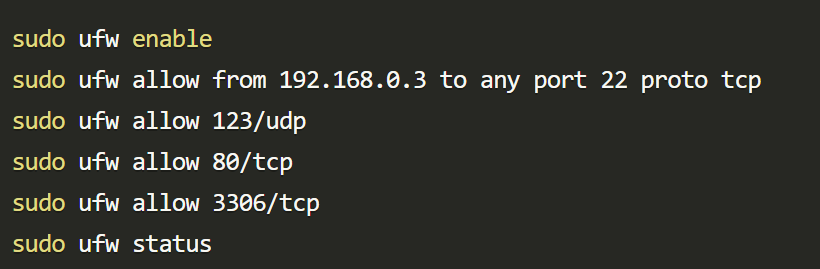 sudo ufw enable
sudo ufw allow from 192.168.0.3 to any port 22 proto tcp
sudo ufw allow 123/udp
sudo ufw allow 80/tcp
sudo ufw allow 3306/tcp
sudo ufw status